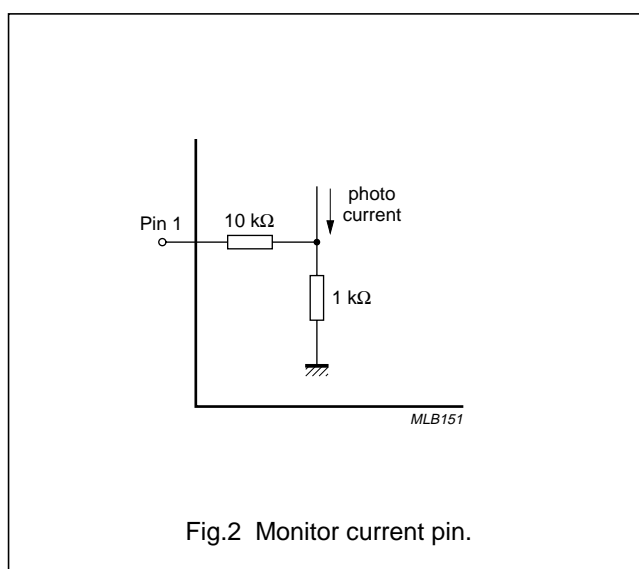 photo
current
Pin 1
10 kΩ
1 kΩ
MLB151
Fig.2 Monitor current pin.